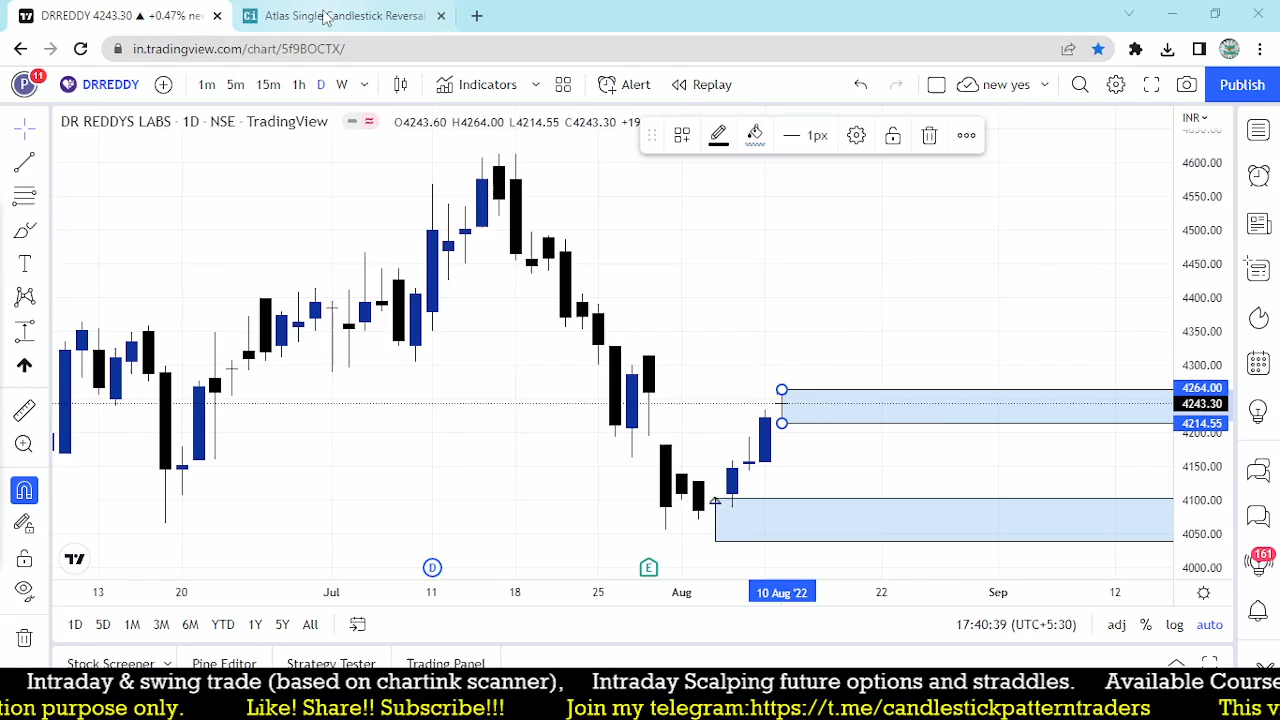 DRREDDY 4243.30 ▲ +0.47% ne
Ci Atlas Single Candlestick Reversal
in.tradingview.com/chart/5f9BOCTX/
P 11 DRREDDY 1m 5m 15m 1h D W Indicators Alert Replay new yes Publish
DR REDDYS LABS · 1D · NSE · TradingView O4243.60 H4264.00 L4214.55 C4243.30 +19
1px
INR
4650.00
4600.00
4550.00
4500.00
4450.00
4400.00
4350.00
4300.00
4264.00
4243.30
4214.55
4200.00
4150.00
4100.00
4050.00
4000.00
D E
161
13 20 Jul 11 18 25 Aug 10 Aug '22 22 Sep 12
1D 5D 1M 3M 6M YTD 1Y 5Y All 17:40:39 (UTC+5:30) adj % log auto
Stock Screener Pine Editor Strategy Tester Trading Panel
Intraday & swing trade (based on chartink scanner), Intraday Scalping future options and straddles. Available Course
tion purpose only. Like! Share!! Subscribe!!! Join my telegram:https://t.me/candlestickpatterntraders This v